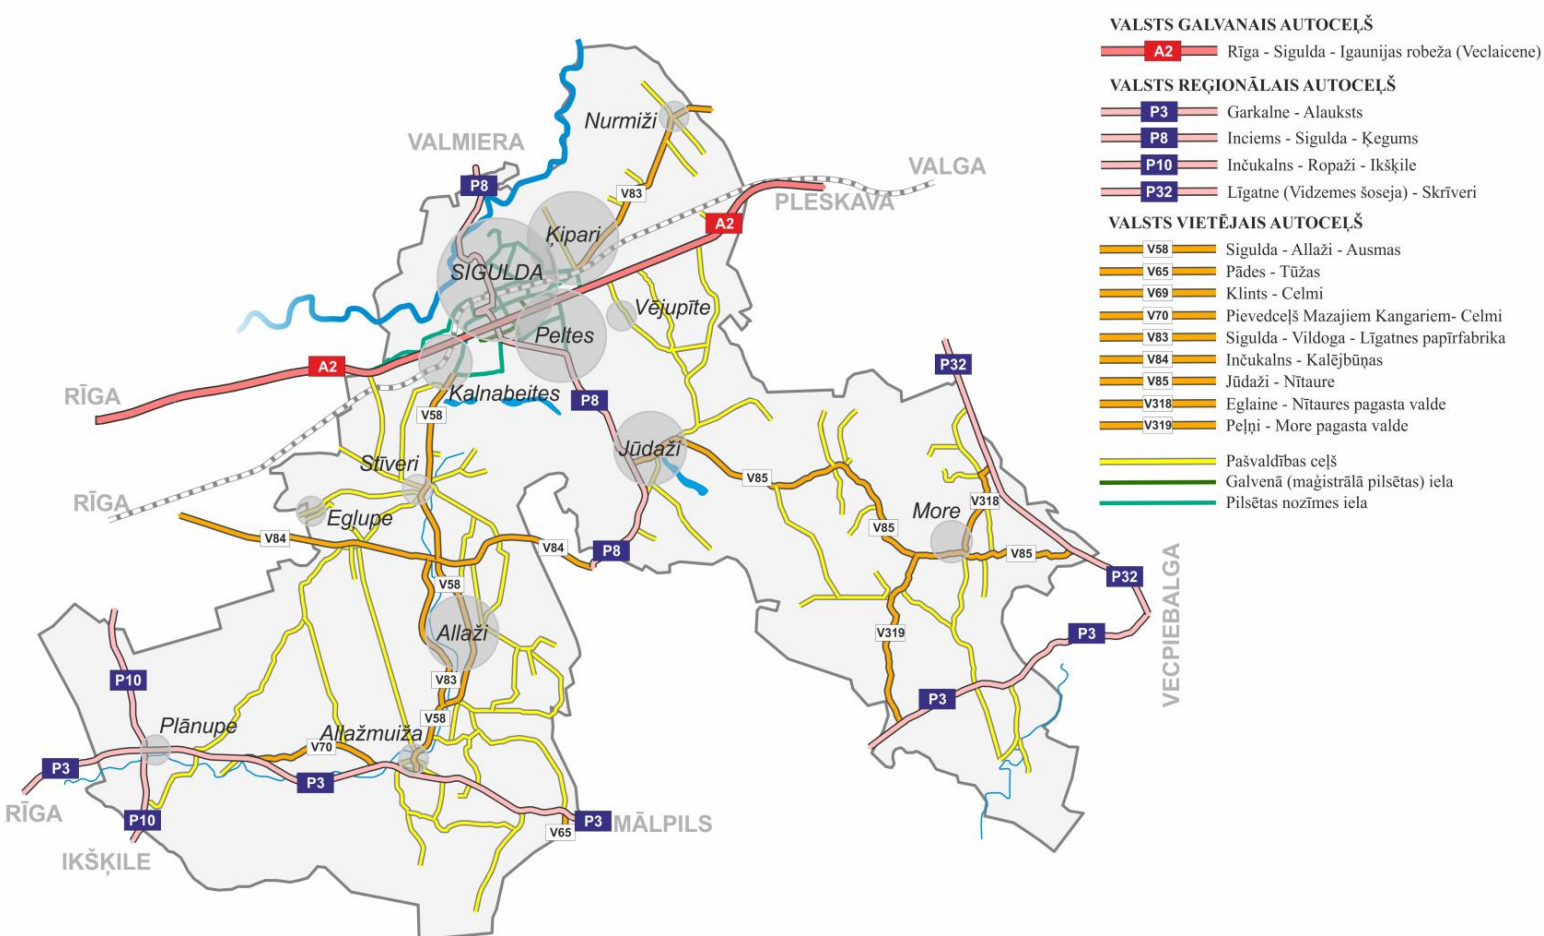 VALSTS GALVANAIS AUTOCEĻŠ
A2 Rīga - Sigulda - Igaunijas robeža (Veclaicene)
VALSTS REĢIONĀLAIS AUTOCEĻŠ
P3 Garkalne - Alauksts
P8 Inciems - Sigulda - Ķegums
P10 Inčukalns - Ropaži - Ikšķile
P32 Līgatne (Vidzemes šoseja) - Skrīveri
VALSTS VIETĒJAIS AUTOCEĻŠ
V58 Sigulda - Allaži - Ausmas
V65 Pādes - Tūžas
V69 Klints - Celmi
V70 Pievedceļš Mazajiem Kangariem- Celmi
V83 Sigulda - Vildoga - Līgatnes papīrfabrika
V84 Inčukalns - Kalējbūņas
V85 Jūdaži - Nītaure
V318 Eglaine - Nītaures pagasta valde
V319 Peļņi - More pagasta valde
Pašvaldības ceļš
Galvenā (maģistrālā pilsētas) iela
Pilsētas nozīmes iela
Nurmiži
VALMIERA
VALGA
P8
V83
PLESKAVA
A2
Ķipari
SIGULDA
Vējupīte
Peltes
A2
P32
RĪGA
Kalnabeites
P8
V58
Jūdaži
Stīveri
V85
RĪGA
V318
More
Eglupe
V85
V84
V84
P8
V85
P32
V58
VECPIEBALGA
Allaži
V319
P3
P10
V83
P3
V58
Plānupe
Allažmuiža
V70
P3
P3
RĪGA
P10
P3
MĀLPILS
V65
IKŠĶILE